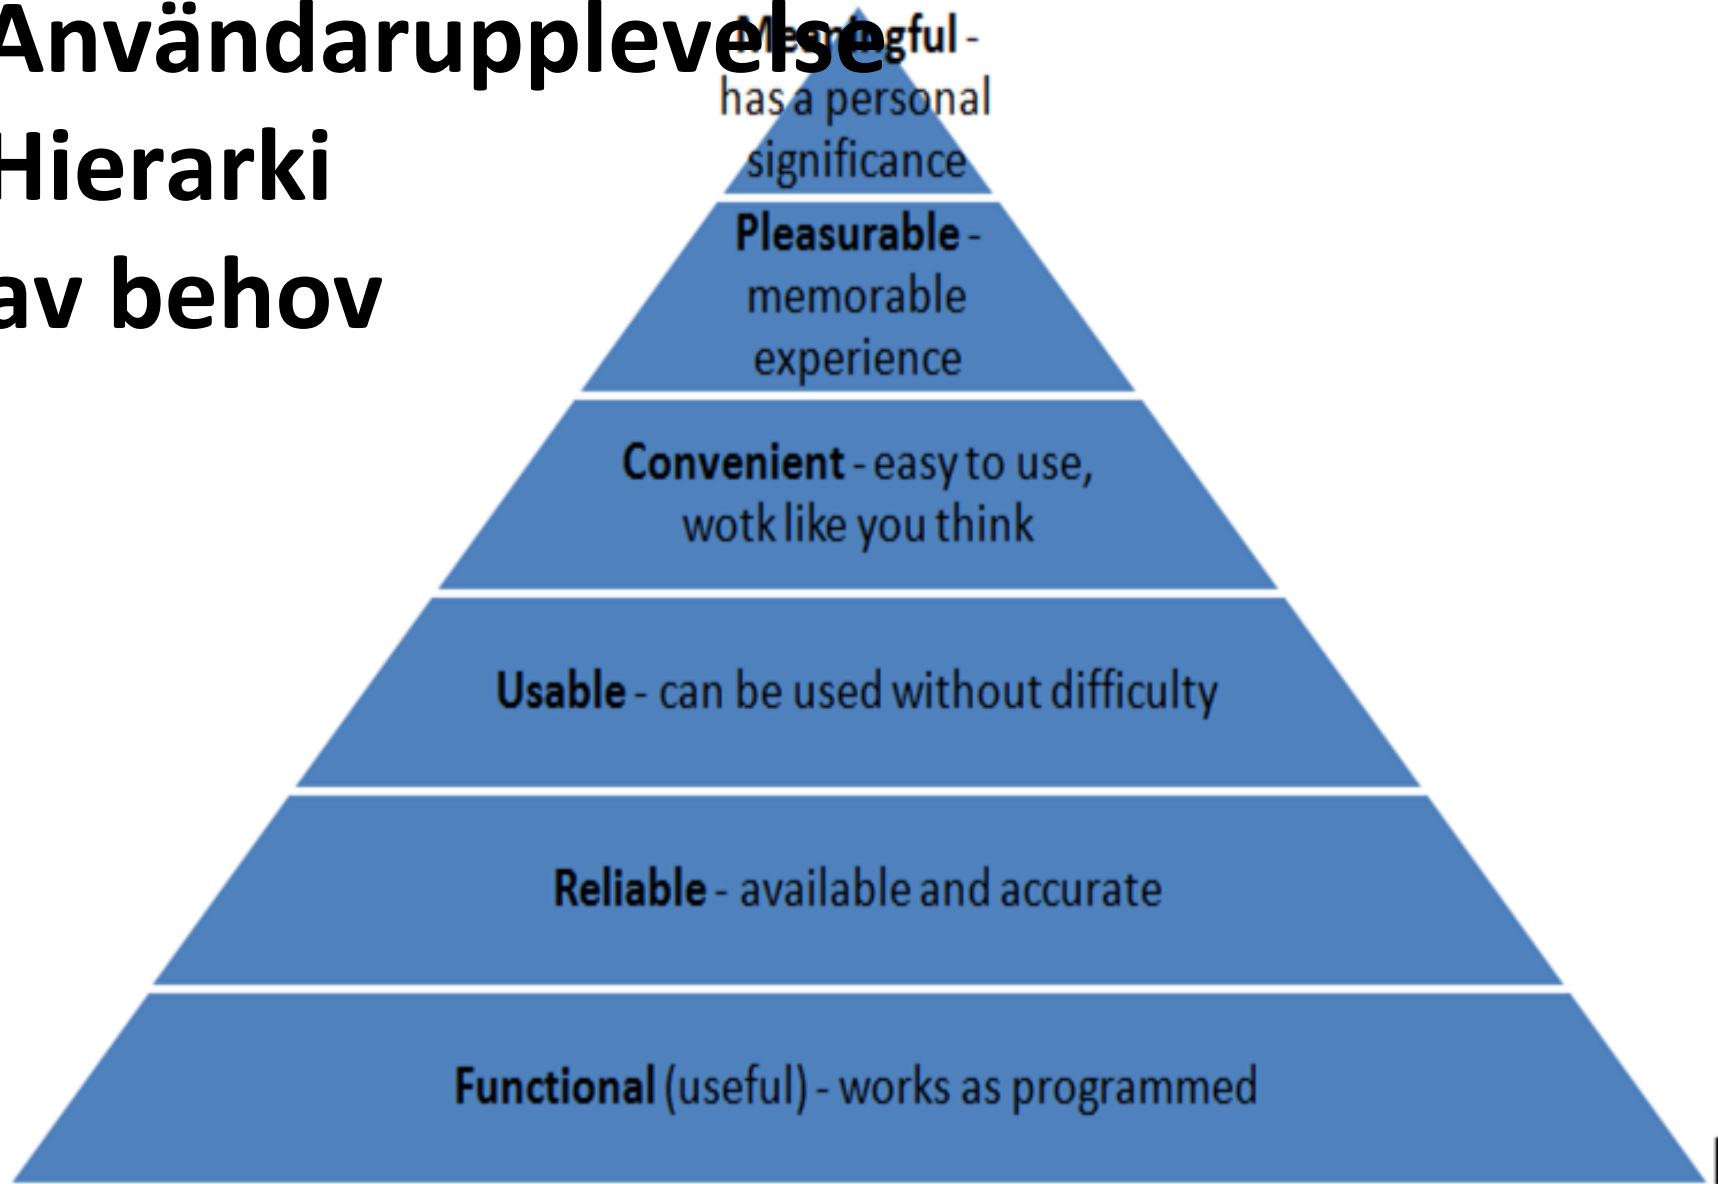 Användarupplevelse
Hierarki
av behov
Meaningful -
has a personal
significance
Pleasurable -
memorable
experience
Convenient - easy to use,
wotk like you think
Usable - can be used without difficulty
Reliable - available and accurate
Functional (useful) - works as programmed